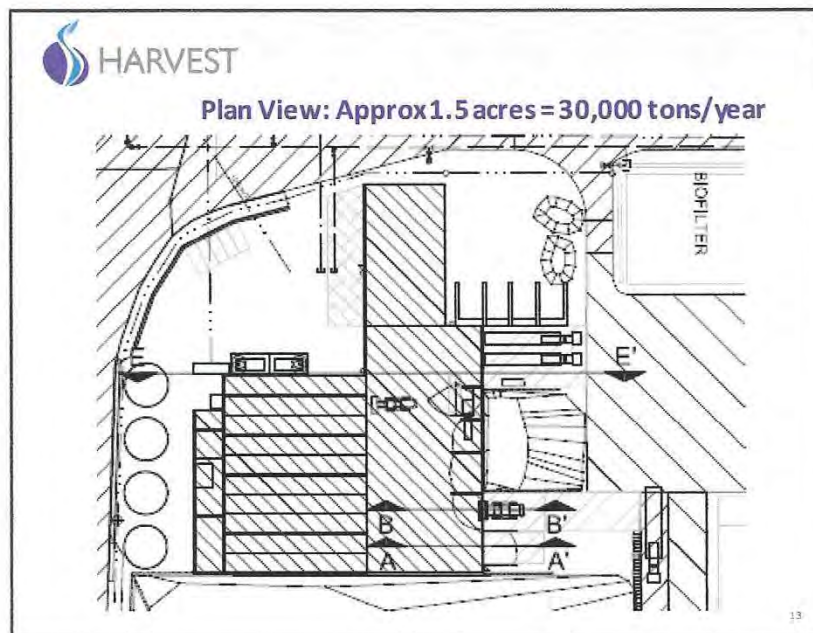 HARVEST
Plan View: Approx 1.5 acres = 30,000 tons/year
BIOFILTER
E E'
B B'
A A'
13